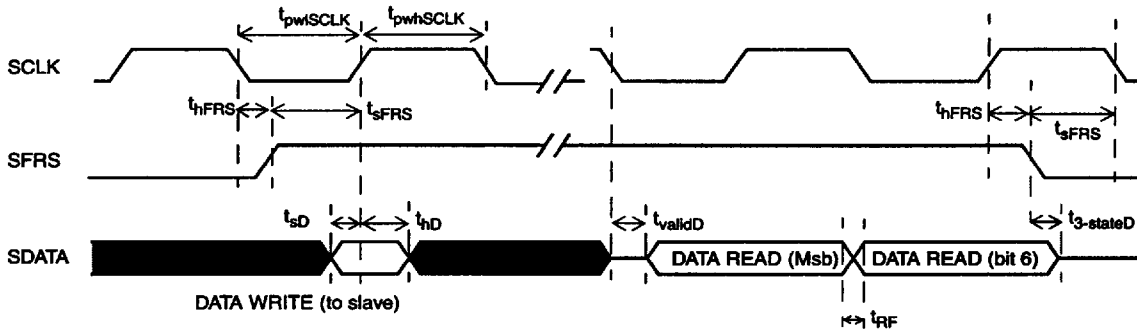 tpwlSCLK tpwhSCLK
SCLK
thFRS tsFRS thFRS tsFRS
SFRS
tsD thD tvalidD t3-stateD
SDATA DATA READ (Msb) DATA READ (bit 6)
DATA WRITE (to slave)
tRF